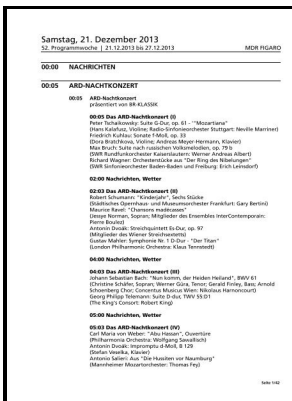 Samstag, 21. Dezember 2013
52. Programmwoche | 21.12.2013 bis 27.12.2013 MDR FIGARO
00:00 NACHRICHTEN
00:05 ARD-NACHTKONZERT
00:05 ARD-Nachtkonzert
präsentiert von BR-KLASSIK
00:05 Das ARD-Nachtkonzert (I)
Peter Tschaikowsky: Suite G-Dur, op. 61 - "Mozartiana"
(Hans Kalafusz, Violine; Radio-Sinfonieorchester Stuttgart: Neville Marriner)
Friedrich Kuhlau: Sonate f-Moll, op. 33
(Dora Bratchkova, Violine; Andreas Meyer-Hermann, Klavier)
Max Bruch: Suite nach russischen Volksmelodien, op. 79 b
(SWR Rundfunkorchester Kaiserslautern: Werner Andreas Albert)
Richard Wagner: Orchesterstücke aus "Der Ring des Nibelungen"
(SWR Sinfonieorchester Baden-Baden und Freiburg: Erich Leinsdorf)
02:00 Nachrichten, Wetter
02:03 Das ARD-Nachtkonzert (II)
Robert Schumann: "Kinderjahr", Sechs Stücke
(Städtisches Opernhaus- und Museumsorchester Frankfurt: Gary Bertini)
Maurice Ravel: "Chansons madécasses"
(Jessye Norman, Sopran; Mitglieder des Ensembles InterContemporain:
Pierre Boulez)
Antonín Dvoák: Streichquintett Es-Dur, op. 97
(Mitglieder des Wiener Streichsextetts)
Gustav Mahler: Symphonie Nr. 1 D-Dur - "Der Titan"
(London Philharmonic Orchestra: Klaus Tennstedt)
04:00 Nachrichten, Wetter
04:03 Das ARD-Nachtkonzert (III)
Johann Sebastian Bach: "Nun komm, der Heiden Heiland", BWV 61
(Christine Schäfer, Sopran; Werner Güra, Tenor; Gerald Finley, Bass; Arnold
Schoenberg Chor; Concentus Musicus Wien: Nikolaus Harnoncourt)
Georg Philipp Telemann: Suite D-dur, TWV 55:D1
(The King's Consort: Robert King)
05:00 Nachrichten, Wetter
05:03 Das ARD-Nachtkonzert (IV)
Carl Maria von Weber: "Abu Hassan", Ouvertüre
(Philharmonia Orchestra: Wolfgang Sawallisch)
Antonín Dvoák: Impromptu d-Moll, B 129
(Stefan Veselka, Klavier)
Antonio Salieri: Aus "Die Hussiten vor Naumburg"
(Mannheimer Mozartorchester: Thomas Fey)
Seite 1/42